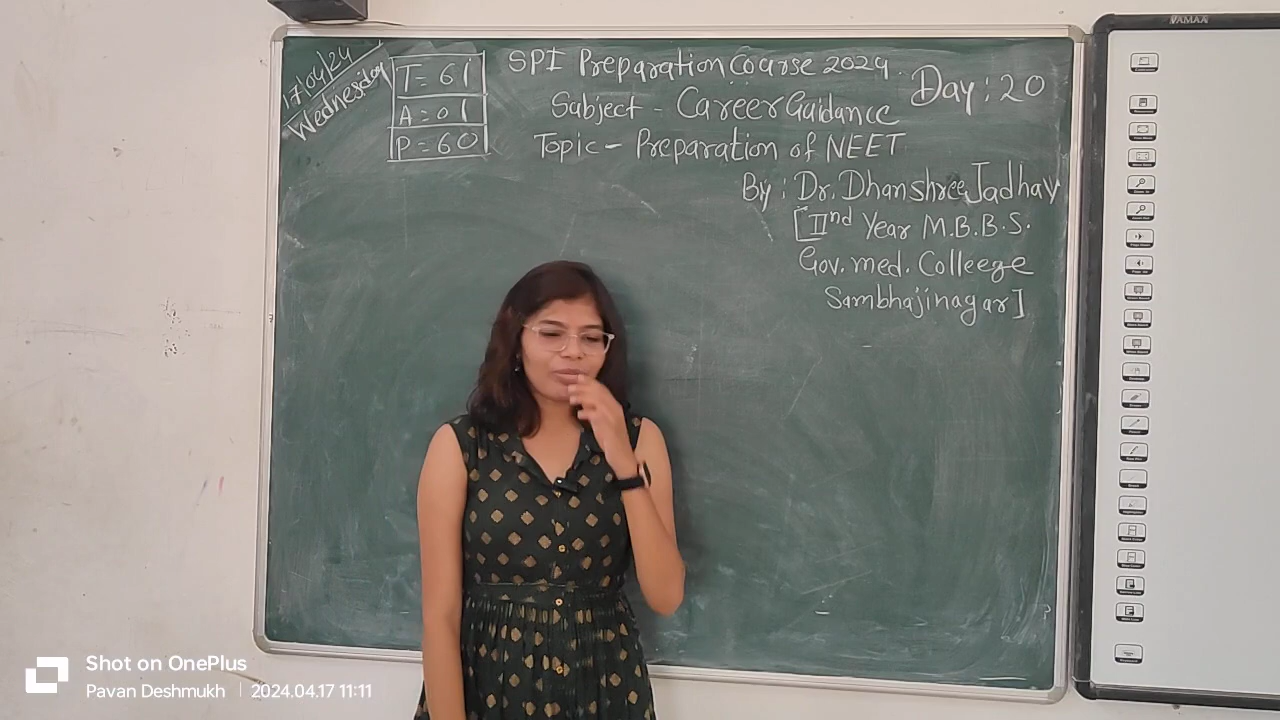 17/04/24
Wednesday
T = 61
A = 01
P = 60
SPI Preparation Course 2024.
Day : 20
Subject - Career Guidance
Topic - Preparation of NEET
By : Dr. Dhanshree Jadhav
[IInd Year M.B.B.S.
Gov. med. Colleege
Sambhajinagar]
VAMAA
Shot on OnePlus
Pavan Deshmukh | 2024.04.17 11:11